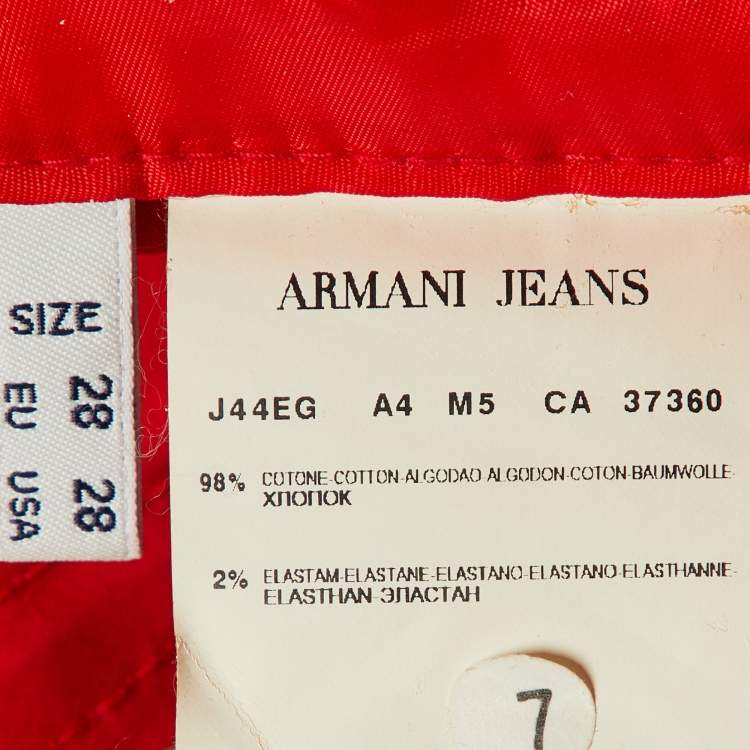 SIZE
EU 28
USA 28
ARMANI JEANS
J44EG A4 M5 CA 37360
98% COTONE-COTTON-ALGODAO ALGODON-COTON-BAUMWOLLE-
ХЛОПОК
2% ELASTAM-ELASTANE-ELASTANO-ELASTANO-ELASTHANNE-
ELASTHAN-ЭЛАСТАН
7